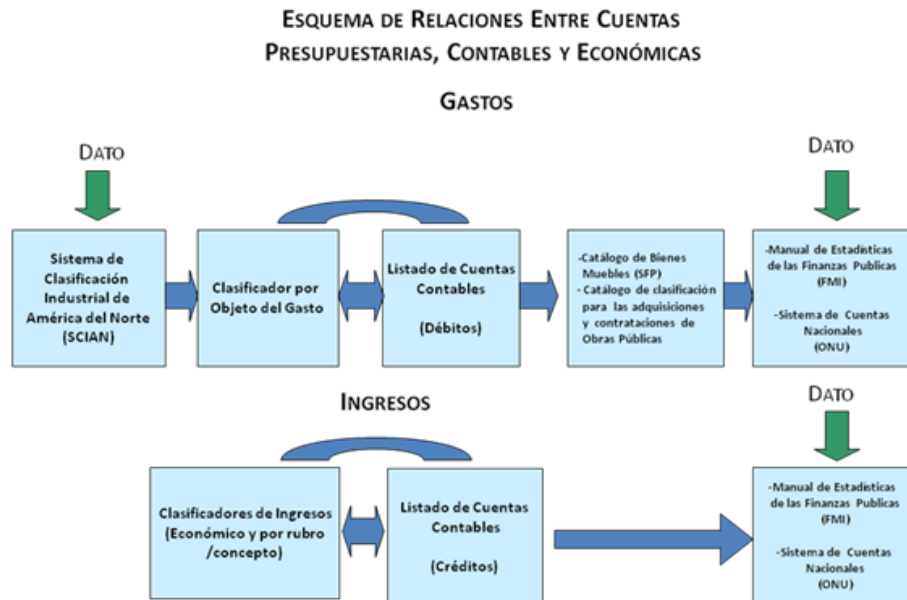 ESQUEMA DE RELACIONES ENTRE CUENTAS
PRESUPUESTARIAS, CONTABLES Y ECONÓMICAS
GASTOS
DATO
DATO
Sistema de
Clasificación
Industrial de
América del Norte
(SCIAN)
Clasificador por
Objeto del Gasto
Listado de Cuentas
Contables
(Débitos)
-Catálogo de Bienes
Muebles (SFP)
- Catálogo de clasificación
para las adquisiciones
y contrataciones de
Obras Públicas
-Manual de Estadísticas
de las Finanzas Publicas
(FMI)
-Sistema de Cuentas
Nacionales
(ONU)
INGRESOS
DATO
Clasificadores de Ingresos
(Económico y por rubro
/concepto)
Listado de Cuentas
Contables
(Créditos)
-Manual de Estadísticas
de las Finanzas Publicas
(FMI)
-Sistema de Cuentas
Nacionales
(ONU)